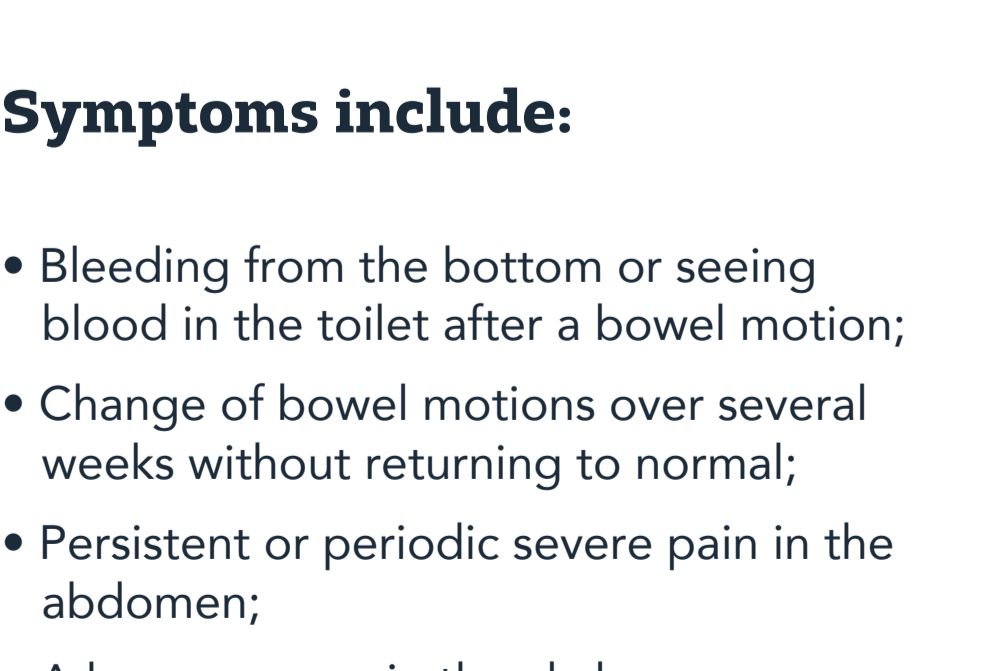 Symptoms include:
• Bleeding from the bottom or seeing
blood in the toilet after a bowel motion;
• Change of bowel motions over several
weeks without returning to normal;
• Persistent or periodic severe pain in the
abdomen;